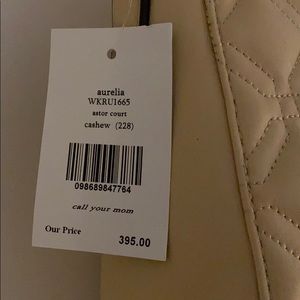 aurelia
WKRU1665
astor court
cashew (228)
098689847764
call your mom
Our Price
395.00